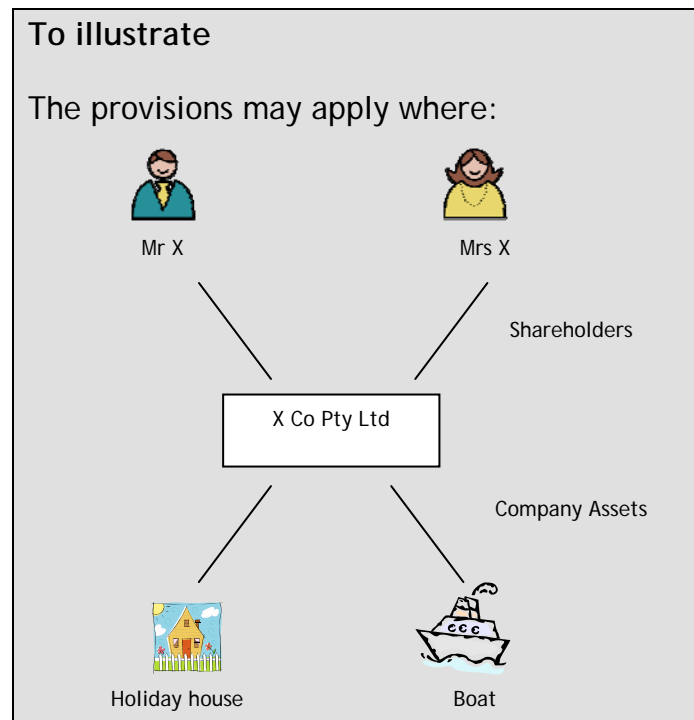 To illustrate
The provisions may apply where:
Mr X
Mrs X
Shareholders
X Co Pty Ltd
Company Assets
Holiday house
Boat